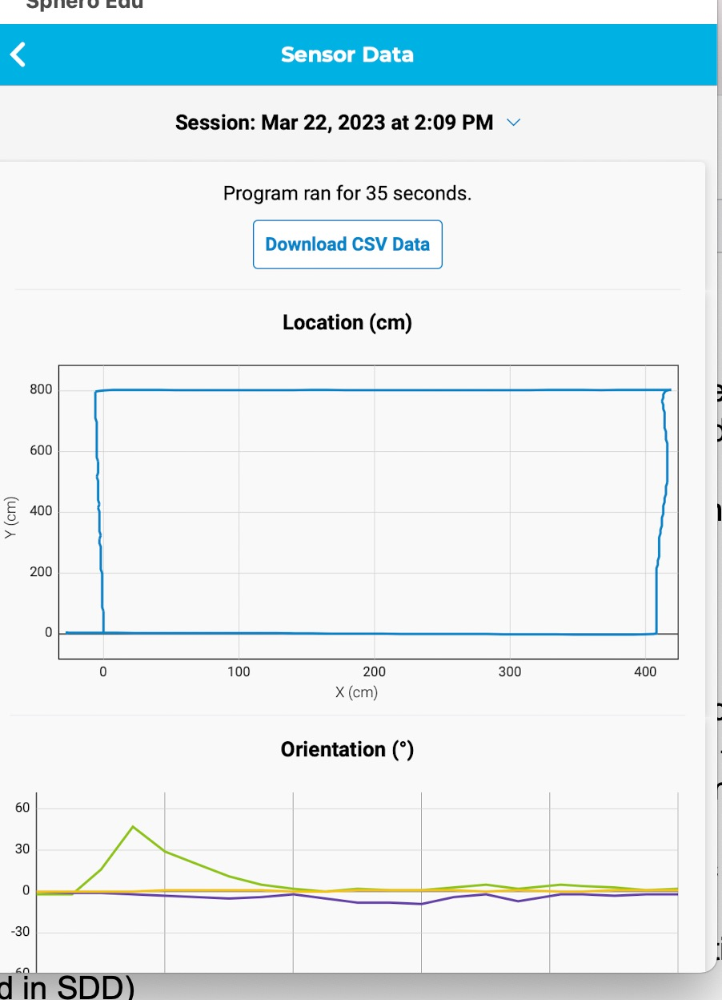 Sphero Edu
Sensor Data
Session: Mar 22, 2023 at 2:09 PM
Program ran for 35 seconds.
Download CSV Data
Location (cm)
800
600
400
200
0
Y (cm)
0 100 200 300 400
X (cm)
Orientation (°)
60
30
0
-30
-60
d in SDD)